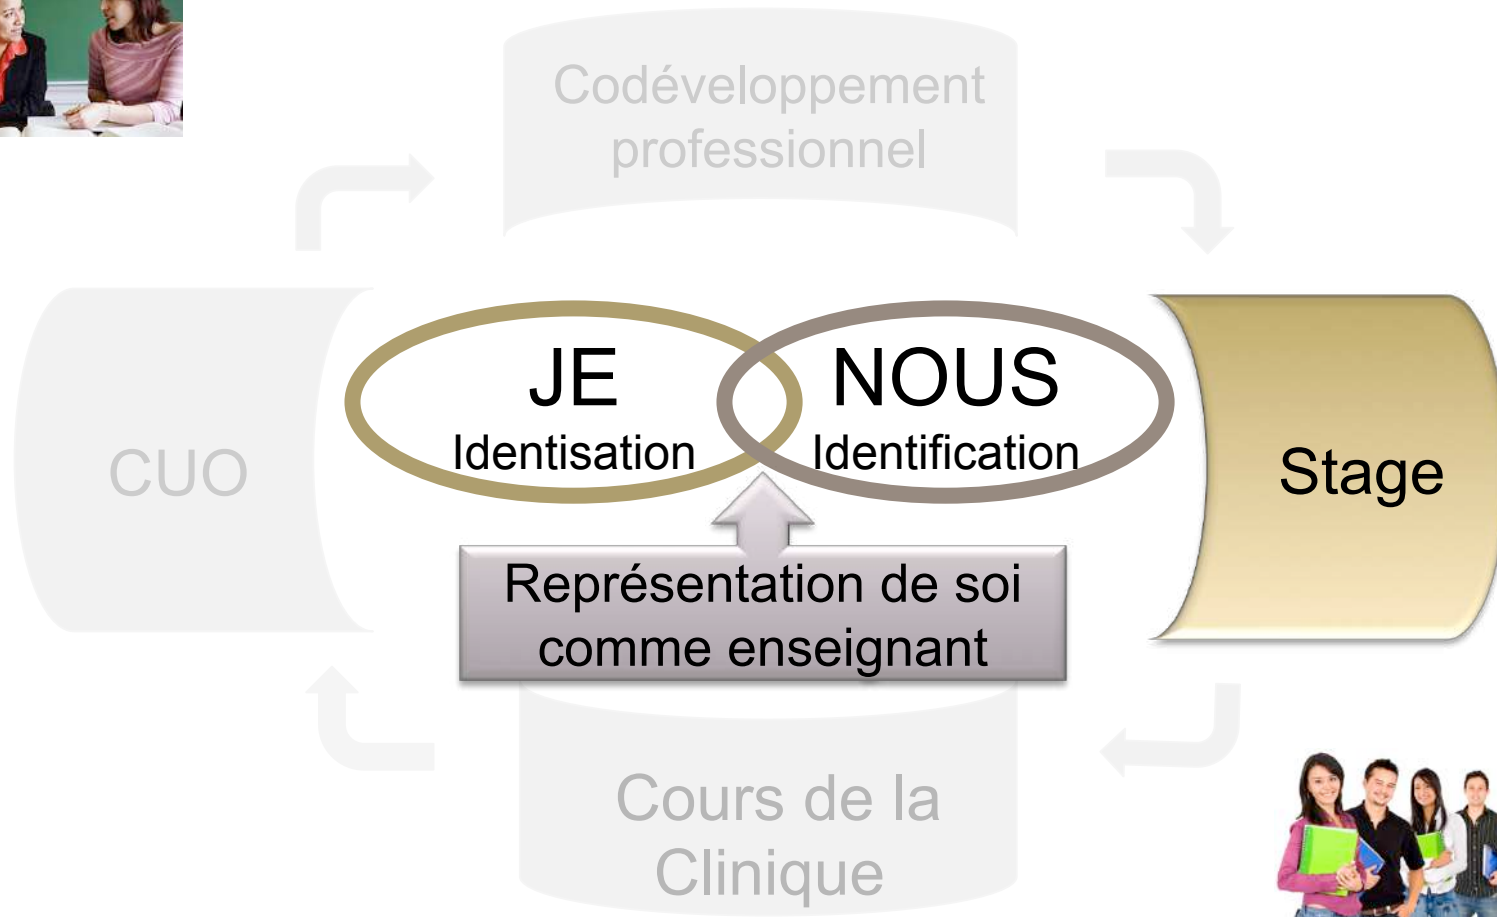 Codéveloppement
professionnel
JE
Identisation
NOUS
Identification
CUO
Stage
Représentation de soi
comme enseignant
Cours de la
Clinique